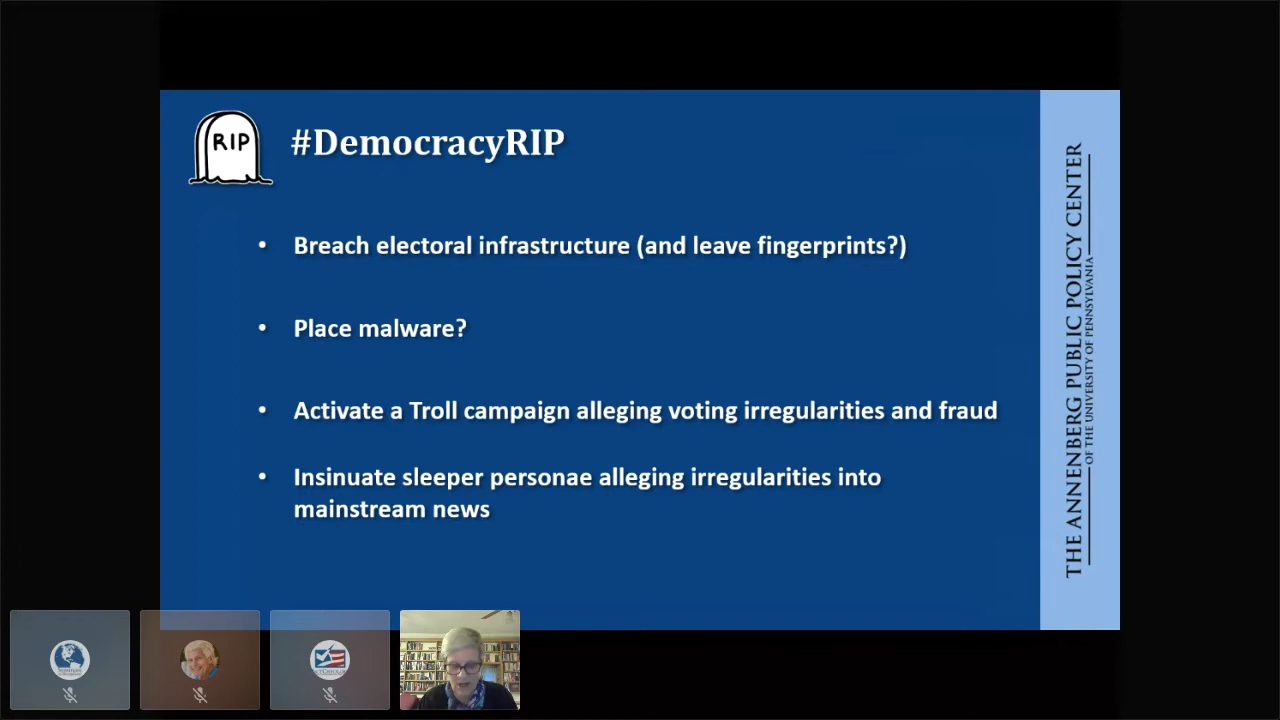 RIP
#DemocracyRIP
• Breach electoral infrastructure (and leave fingerprints?)
• Place malware?
• Activate a Troll campaign alleging voting irregularities and fraud
• Insinuate sleeper personae alleging irregularities into
mainstream news
THE ANNENBERG PUBLIC POLICY CENTER
OF THE UNIVERSITY OF PENNSYLVANIA